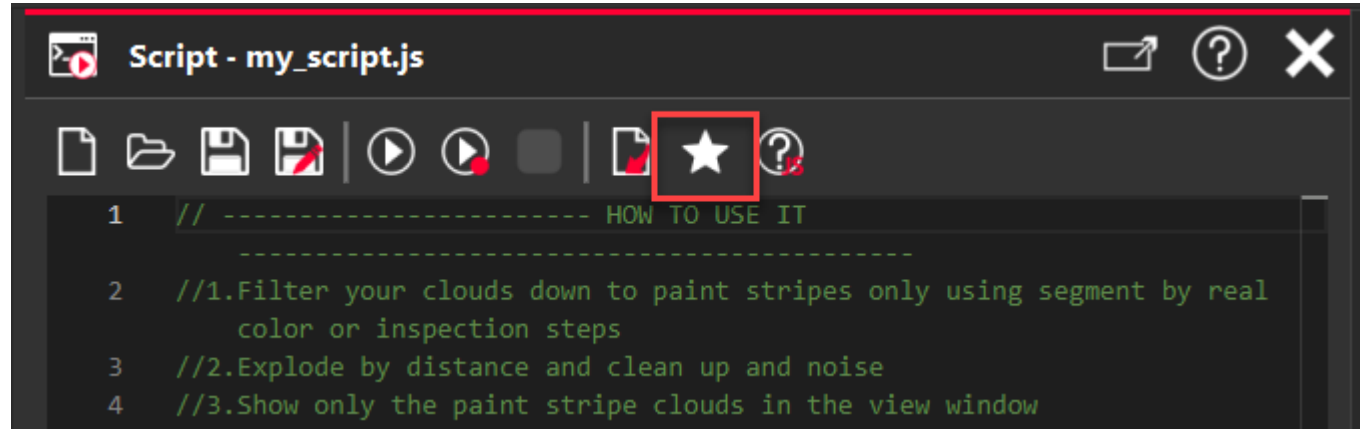 Script - my_script.js
JS
1 // ------------------------ HOW TO USE IT
--------------------------------------------
2 //1.Filter your clouds down to paint stripes only using segment by real
color or inspection steps
3 //2.Explode by distance and clean up and noise
4 //3.Show only the paint stripe clouds in the view window